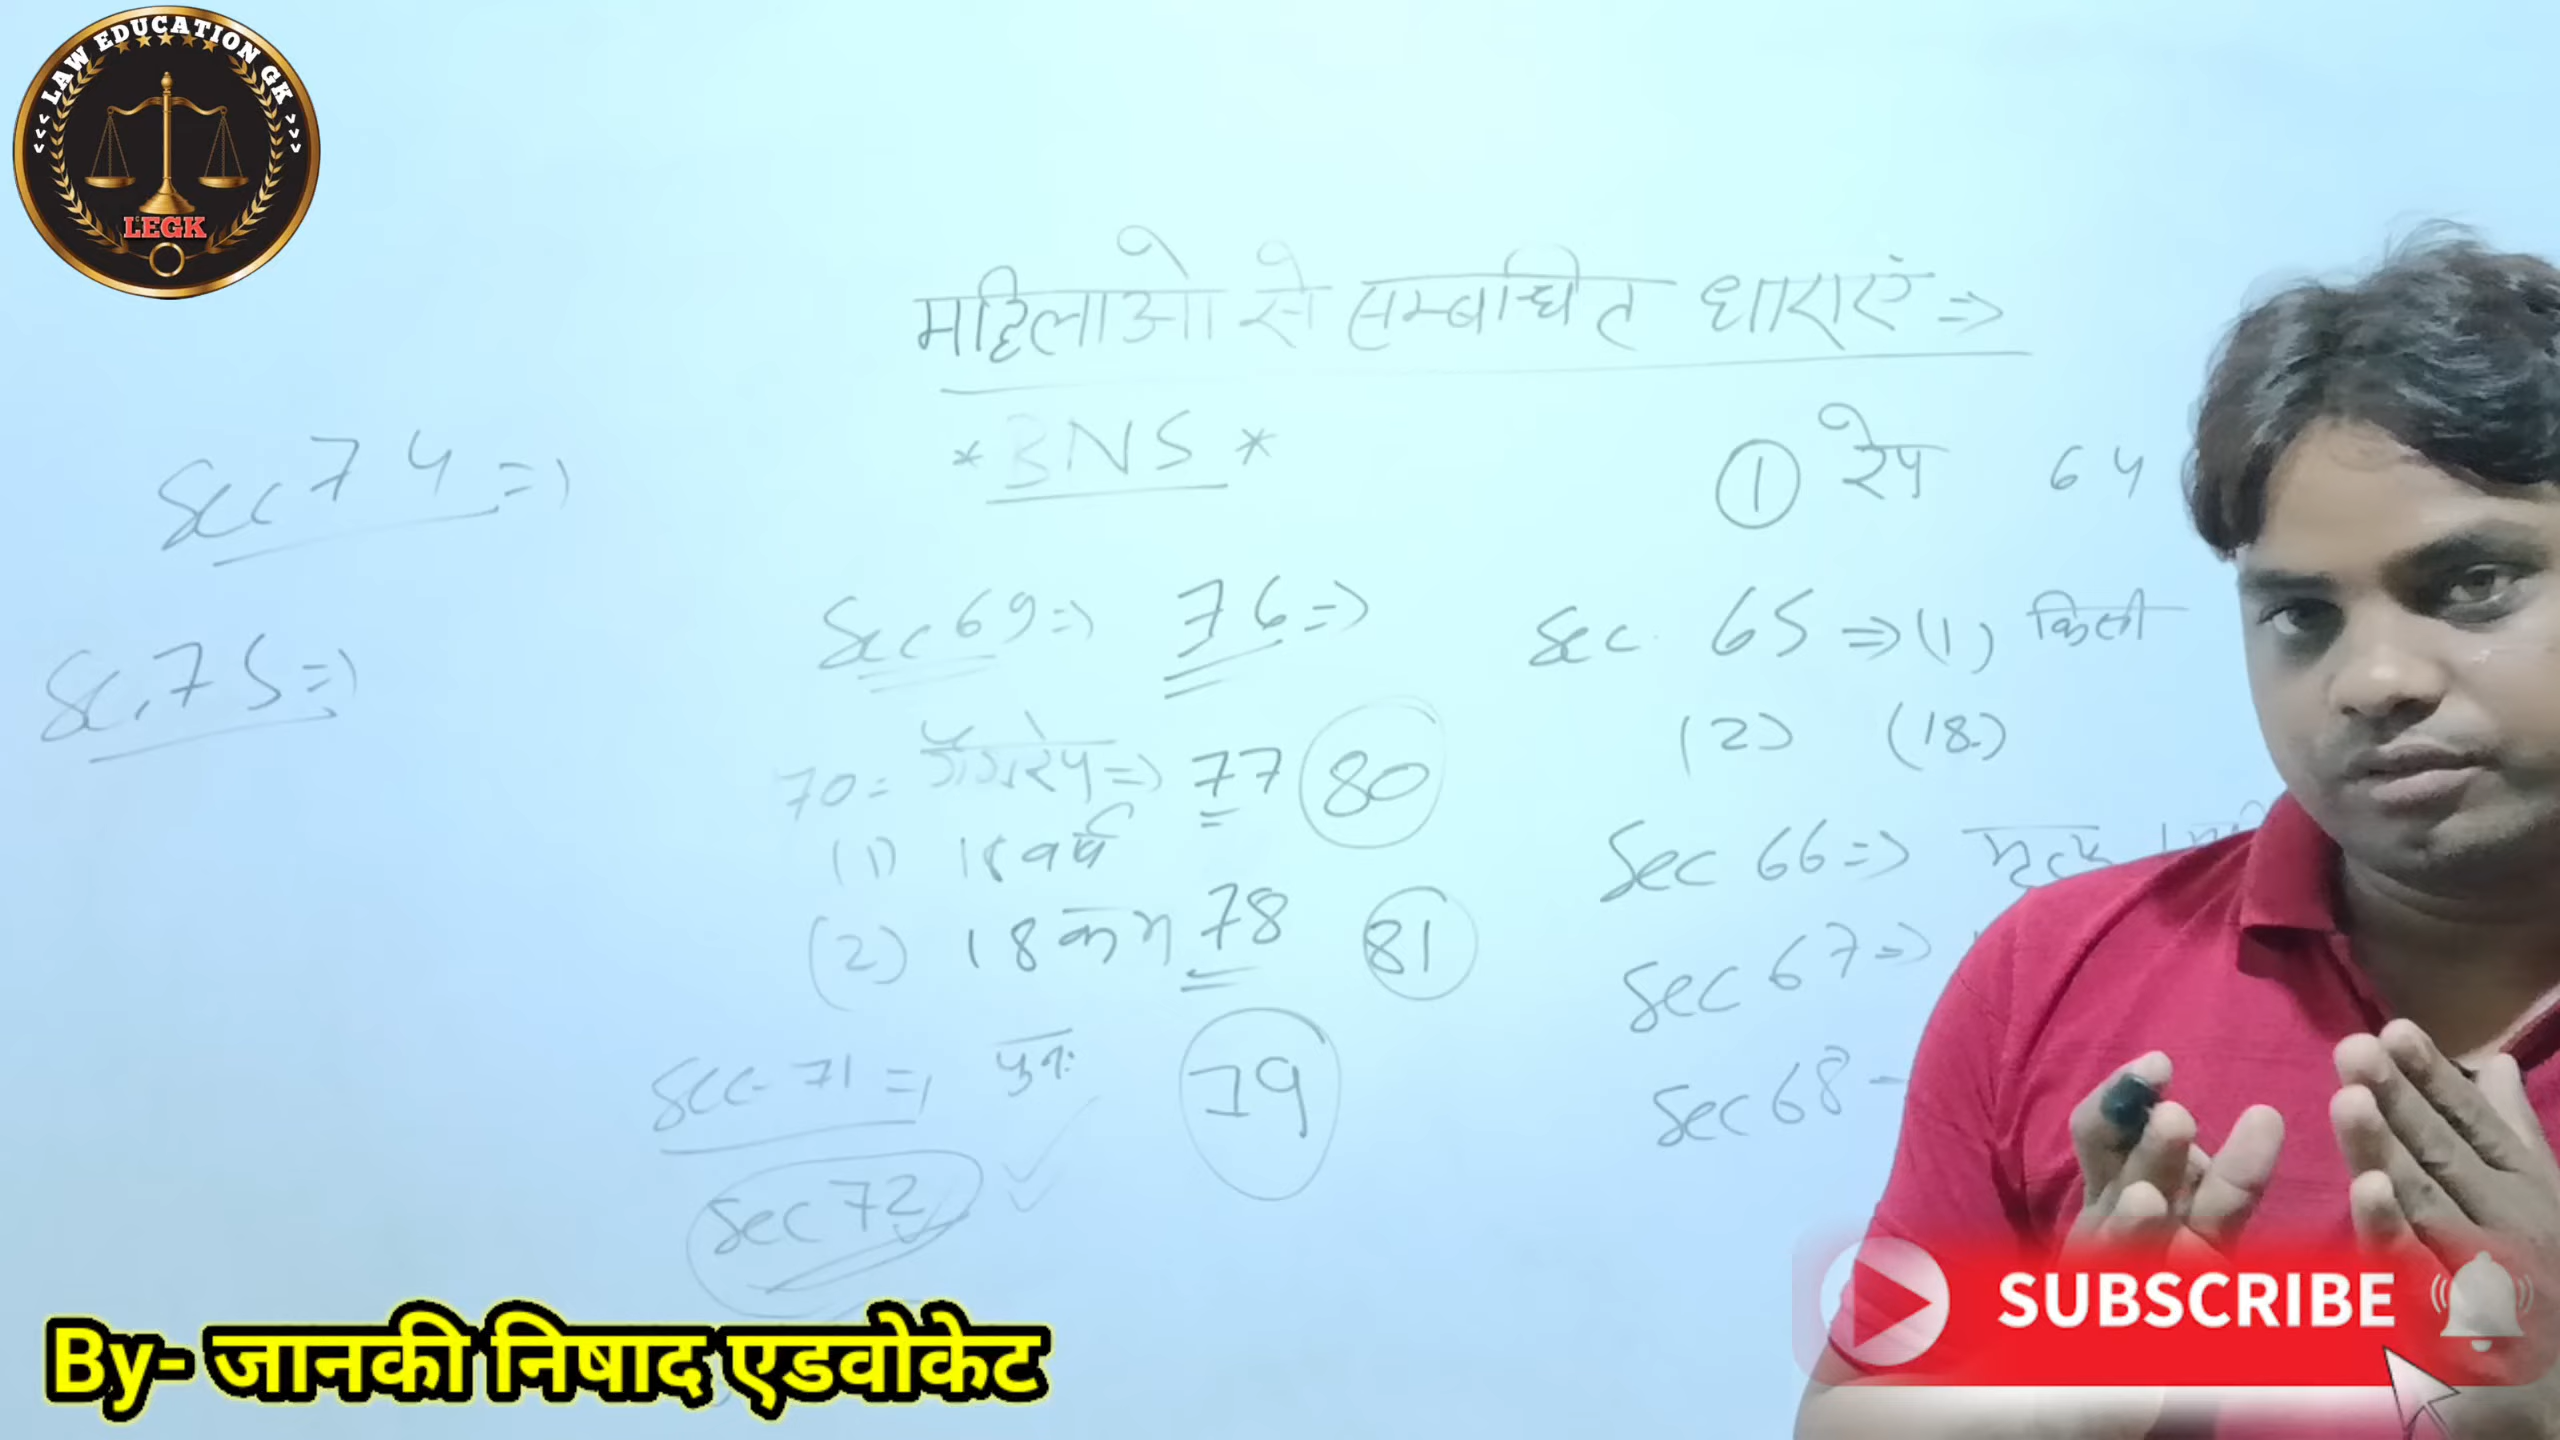 LAW EDUCATION GK
LEGK
महिलाओ से सम्बन्धित धाराएं ⇒
* BNS *
① रेप 64
Sec 74 ⇒
Sec 75 ⇒
Sec 69 ⇒ 76 ⇒
70 = गैंगरेप ⇒ 77 80
(1) 18 वर्ष
(2) 18 कम 78 81
Sec 71 ⇒ पुनः 79
Sec 72
Sec 65 ⇒ (1)
(2) (18)
Sec 66 ⇒
Sec 67 ⇒
Sec 68
By- जानकी निषाद एडवोकेट
SUBSCRIBE